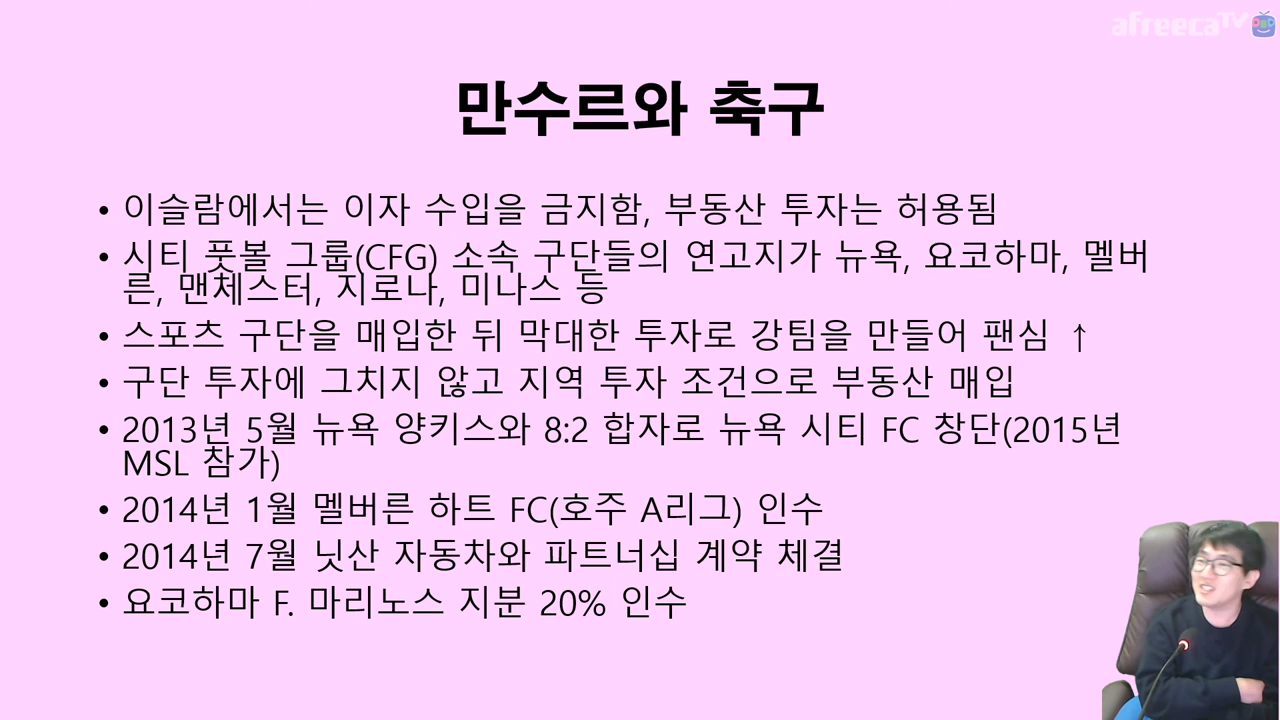 afreecaTV
만수르와 축구
• 이슬람에서는 이자 수입을 금지함, 부동산 투자는 허용됨
• 시티 풋볼 그룹(CFG) 소속 구단들의 연고지가 뉴욕, 요코하마, 멜버
른, 맨체스터, 지로나, 미나스 등
• 스포츠 구단을 매입한 뒤 막대한 투자로 강팀을 만들어 팬심 ↑
• 구단 투자에 그치지 않고 지역 투자 조건으로 부동산 매입
• 2013년 5월 뉴욕 양키스와 8:2 합자로 뉴욕 시티 FC 창단(2015년
MSL 참가)
• 2014년 1월 멜버른 하트 FC(호주 A리그) 인수
• 2014년 7월 닛산 자동차와 파트너십 계약 체결
• 요코하마 F. 마리노스 지분 20% 인수